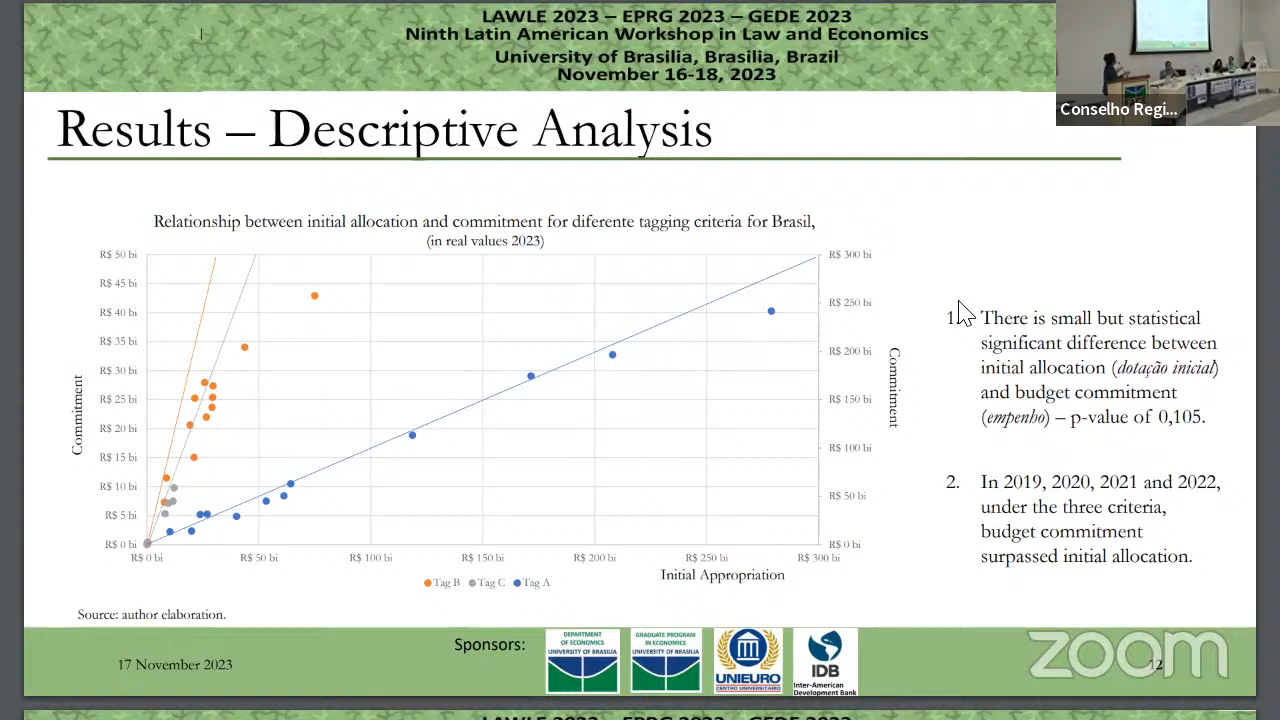 LAWLE 2023 – EPRG 2023 – GEDE 2023
Ninth Latin American Workshop in Law and Economics
University of Brasilia, Brasilia, Brazil
November 16-18, 2023
Conselho Regi...
Results – Descriptive Analysis
Relationship between initial allocation and commitment for diferente tagging criteria for Brasil,
(in real values 2023)
R$ 50 bi
R$ 45 bi
R$ 40 bi
R$ 35 bi
R$ 30 bi
R$ 25 bi
R$ 20 bi
R$ 15 bi
R$ 10 bi
R$ 5 bi
R$ 0 bi
Commitment
R$ 300 bi
R$ 250 bi
R$ 200 bi
R$ 150 bi
R$ 100 bi
R$ 50 bi
R$ 0 bi
Commitment
R$ 0 bi R$ 50 bi R$ 100 bi R$ 150 bi R$ 200 bi R$ 250 bi R$ 300 bi
Initial Appropriation
Tag B Tag C Tag A
1. There is small but statistical
significant difference between
initial allocation (dotação inicial)
and budget commitment
(empenho) – p-value of 0,105.
2. In 2019, 2020, 2021 and 2022,
under the three criteria,
budget commitment
surpassed initial allocation.
Source: author elaboration.
17 November 2023
Sponsors:
DEPARTMENT
OF ECONOMICS
UNIVERSITY OF BRASILIA
GRADUATE PROGRAM
IN ECONOMICS
UNIVERSITY OF BRASILIA
UNIEURO
CENTRO UNIVERSITÁRIO
IDB
Inter-American
Development Bank
zoom
12
LAWLE 2023 – EPRG 2023 – GEDE 2023